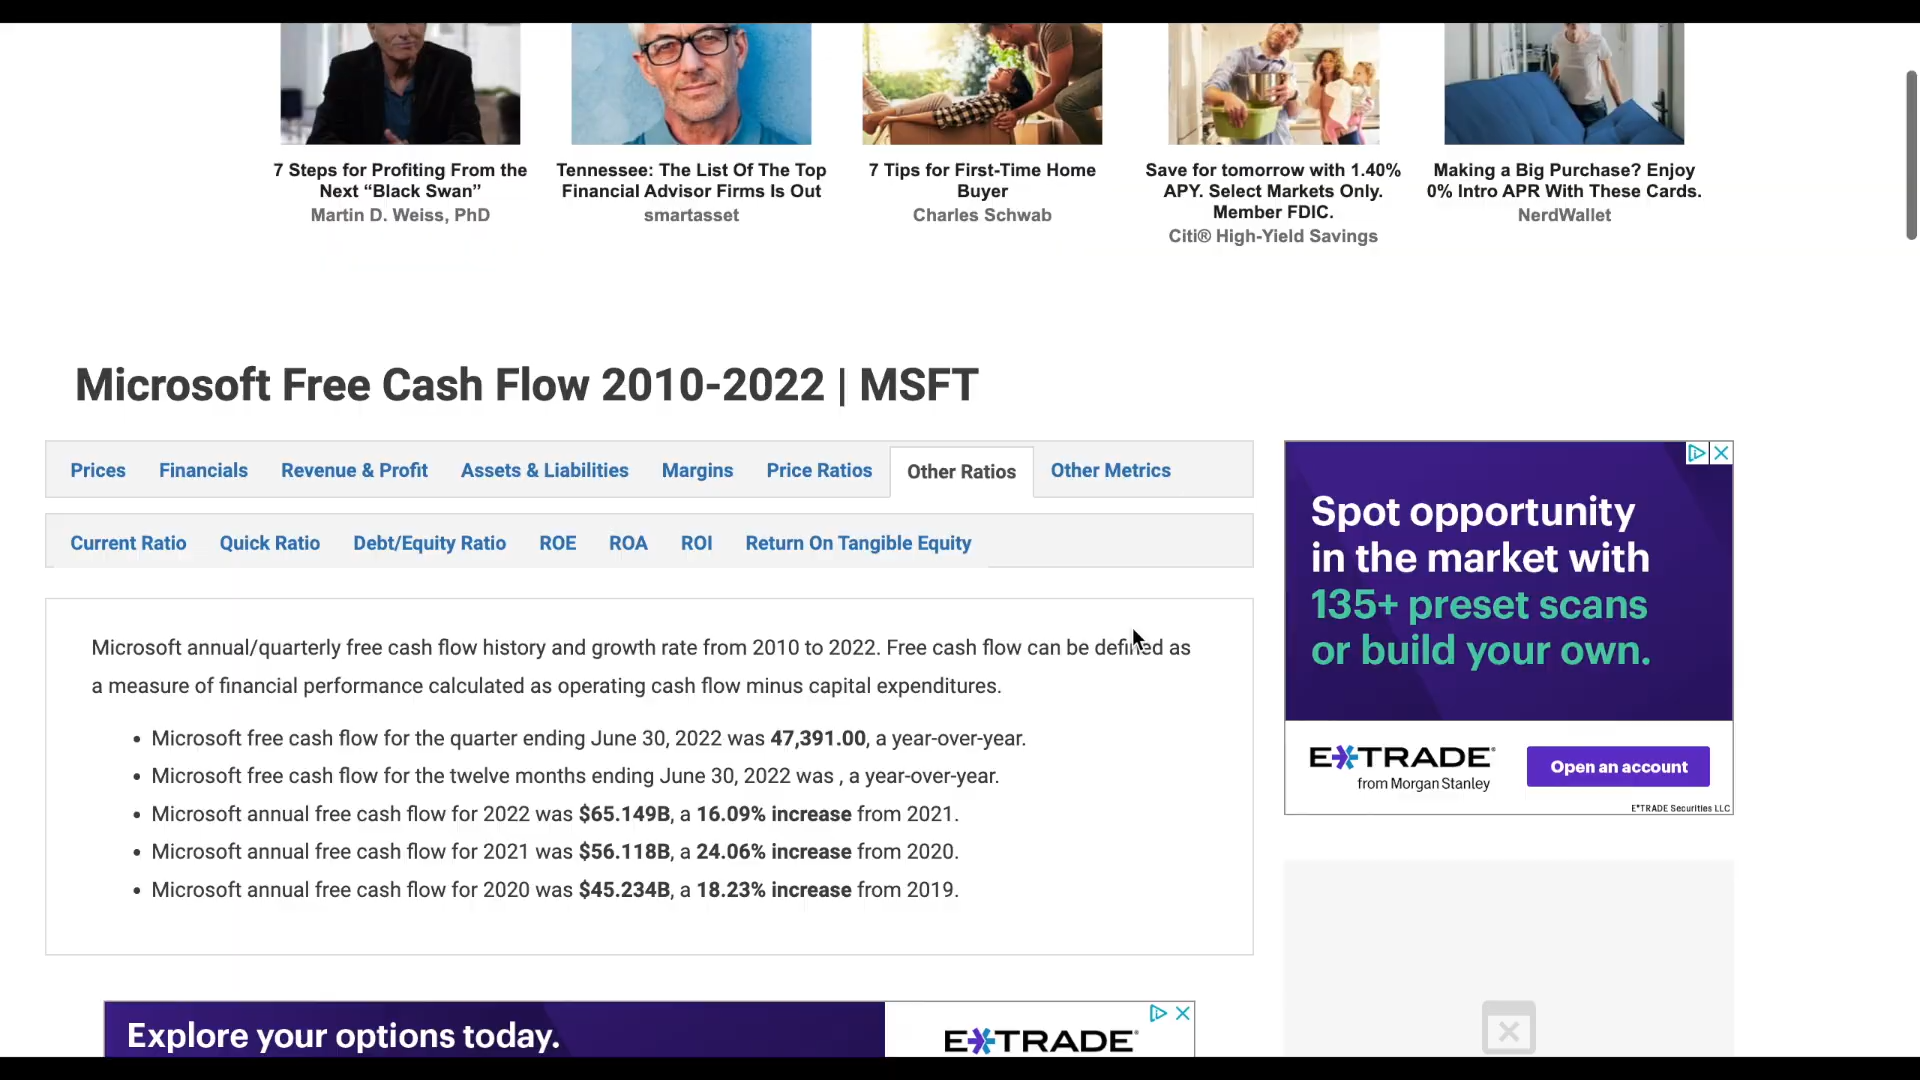 7 Steps for Profiting From the
Next “Black Swan”
Martin D. Weiss, PhD
Tennessee: The List Of The Top
Financial Advisor Firms Is Out
smartasset
7 Tips for First-Time Home
Buyer
Charles Schwab
Save for tomorrow with 1.40%
APY. Select Markets Only.
Member FDIC.
Citi® High-Yield Savings
Making a Big Purchase? Enjoy
0% Intro APR With These Cards.
NerdWallet
Microsoft Free Cash Flow 2010-2022 | MSFT
Prices Financials Revenue & Profit Assets & Liabilities Margins Price Ratios Other Ratios Other Metrics
Current Ratio Quick Ratio Debt/Equity Ratio ROE ROA ROI Return On Tangible Equity
Microsoft annual/quarterly free cash flow history and growth rate from 2010 to 2022. Free cash flow can be defined as
a measure of financial performance calculated as operating cash flow minus capital expenditures.
• Microsoft free cash flow for the quarter ending June 30, 2022 was 47,391.00, a year-over-year.
• Microsoft free cash flow for the twelve months ending June 30, 2022 was , a year-over-year.
• Microsoft annual free cash flow for 2022 was $65.149B, a 16.09% increase from 2021.
• Microsoft annual free cash flow for 2021 was $56.118B, a 24.06% increase from 2020.
• Microsoft annual free cash flow for 2020 was $45.234B, a 18.23% increase from 2019.
Spot opportunity
in the market with
135+ preset scans
or build your own.
E*TRADE®
from Morgan Stanley
Open an account
E*TRADE Securities LLC
Explore your options today.
E*TRADE®